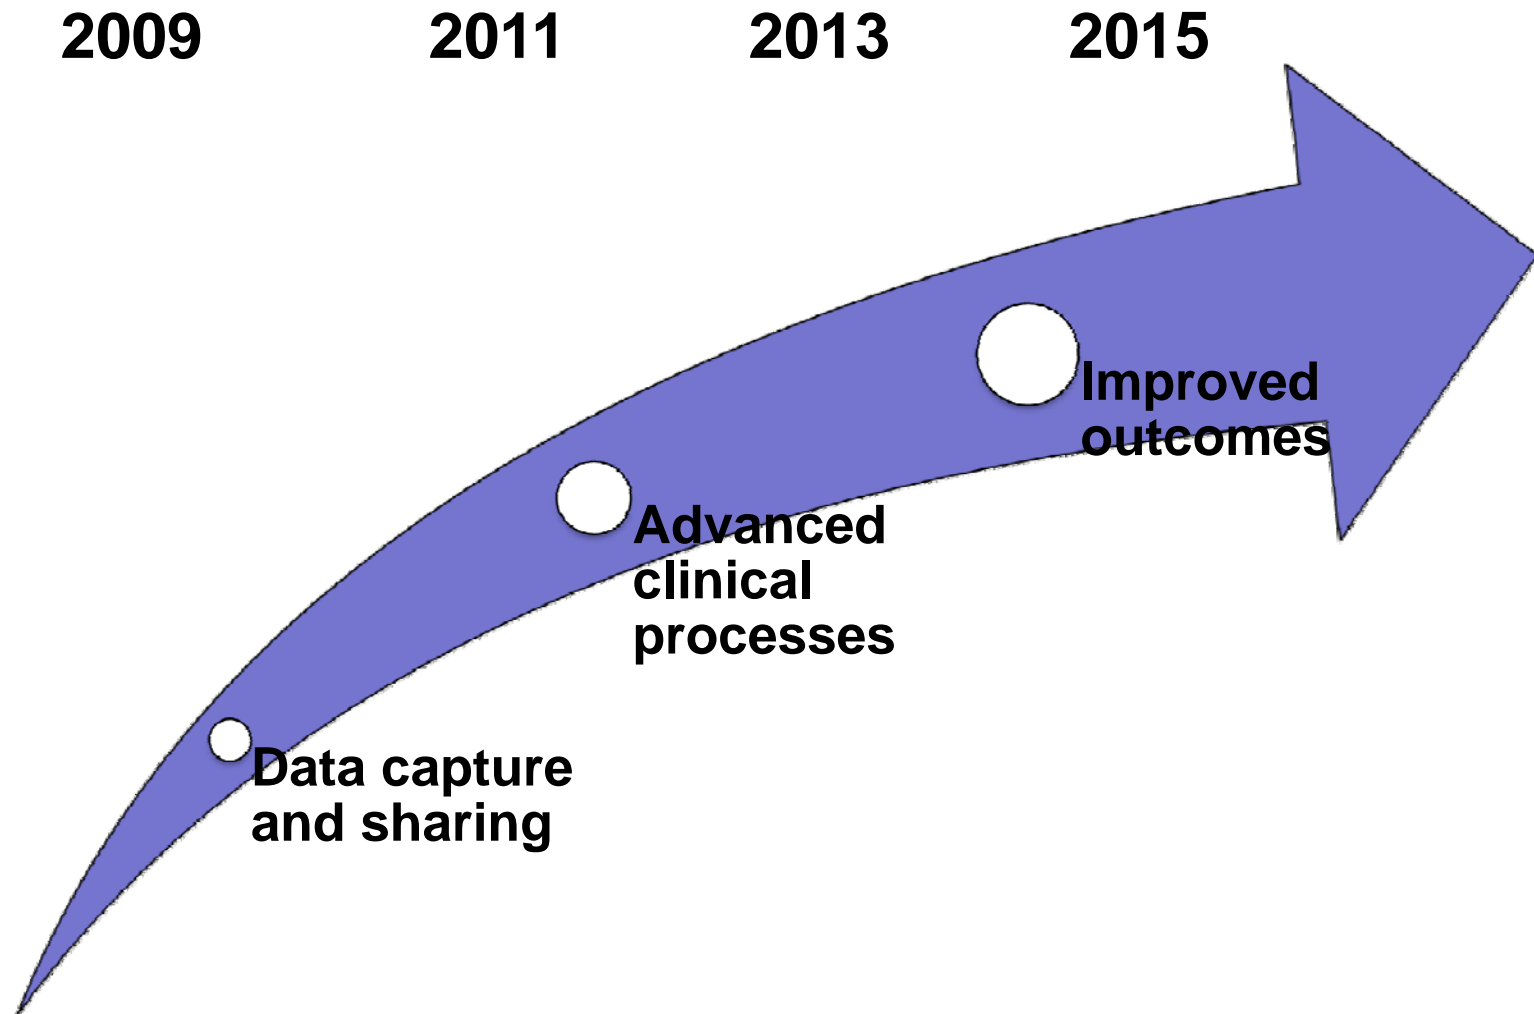 2009 2011 2013 2015
Improved
outcomes
Advanced
clinical
processes
Data capture
and sharing